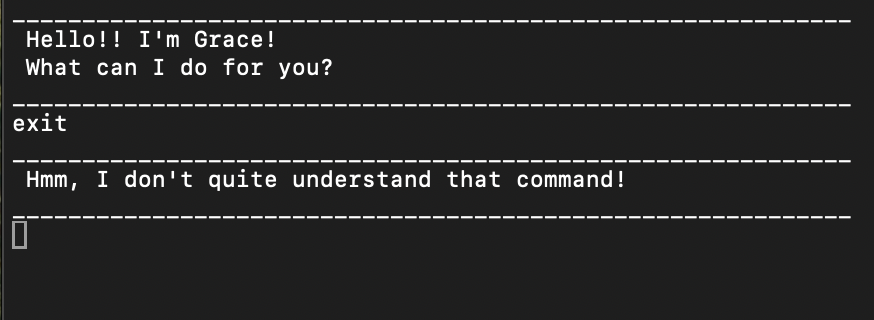 ____________________________________________________________
Hello!! I'm Grace!
What can I do for you?
____________________________________________________________
exit
____________________________________________________________
Hmm, I don't quite understand that command!
____________________________________________________________